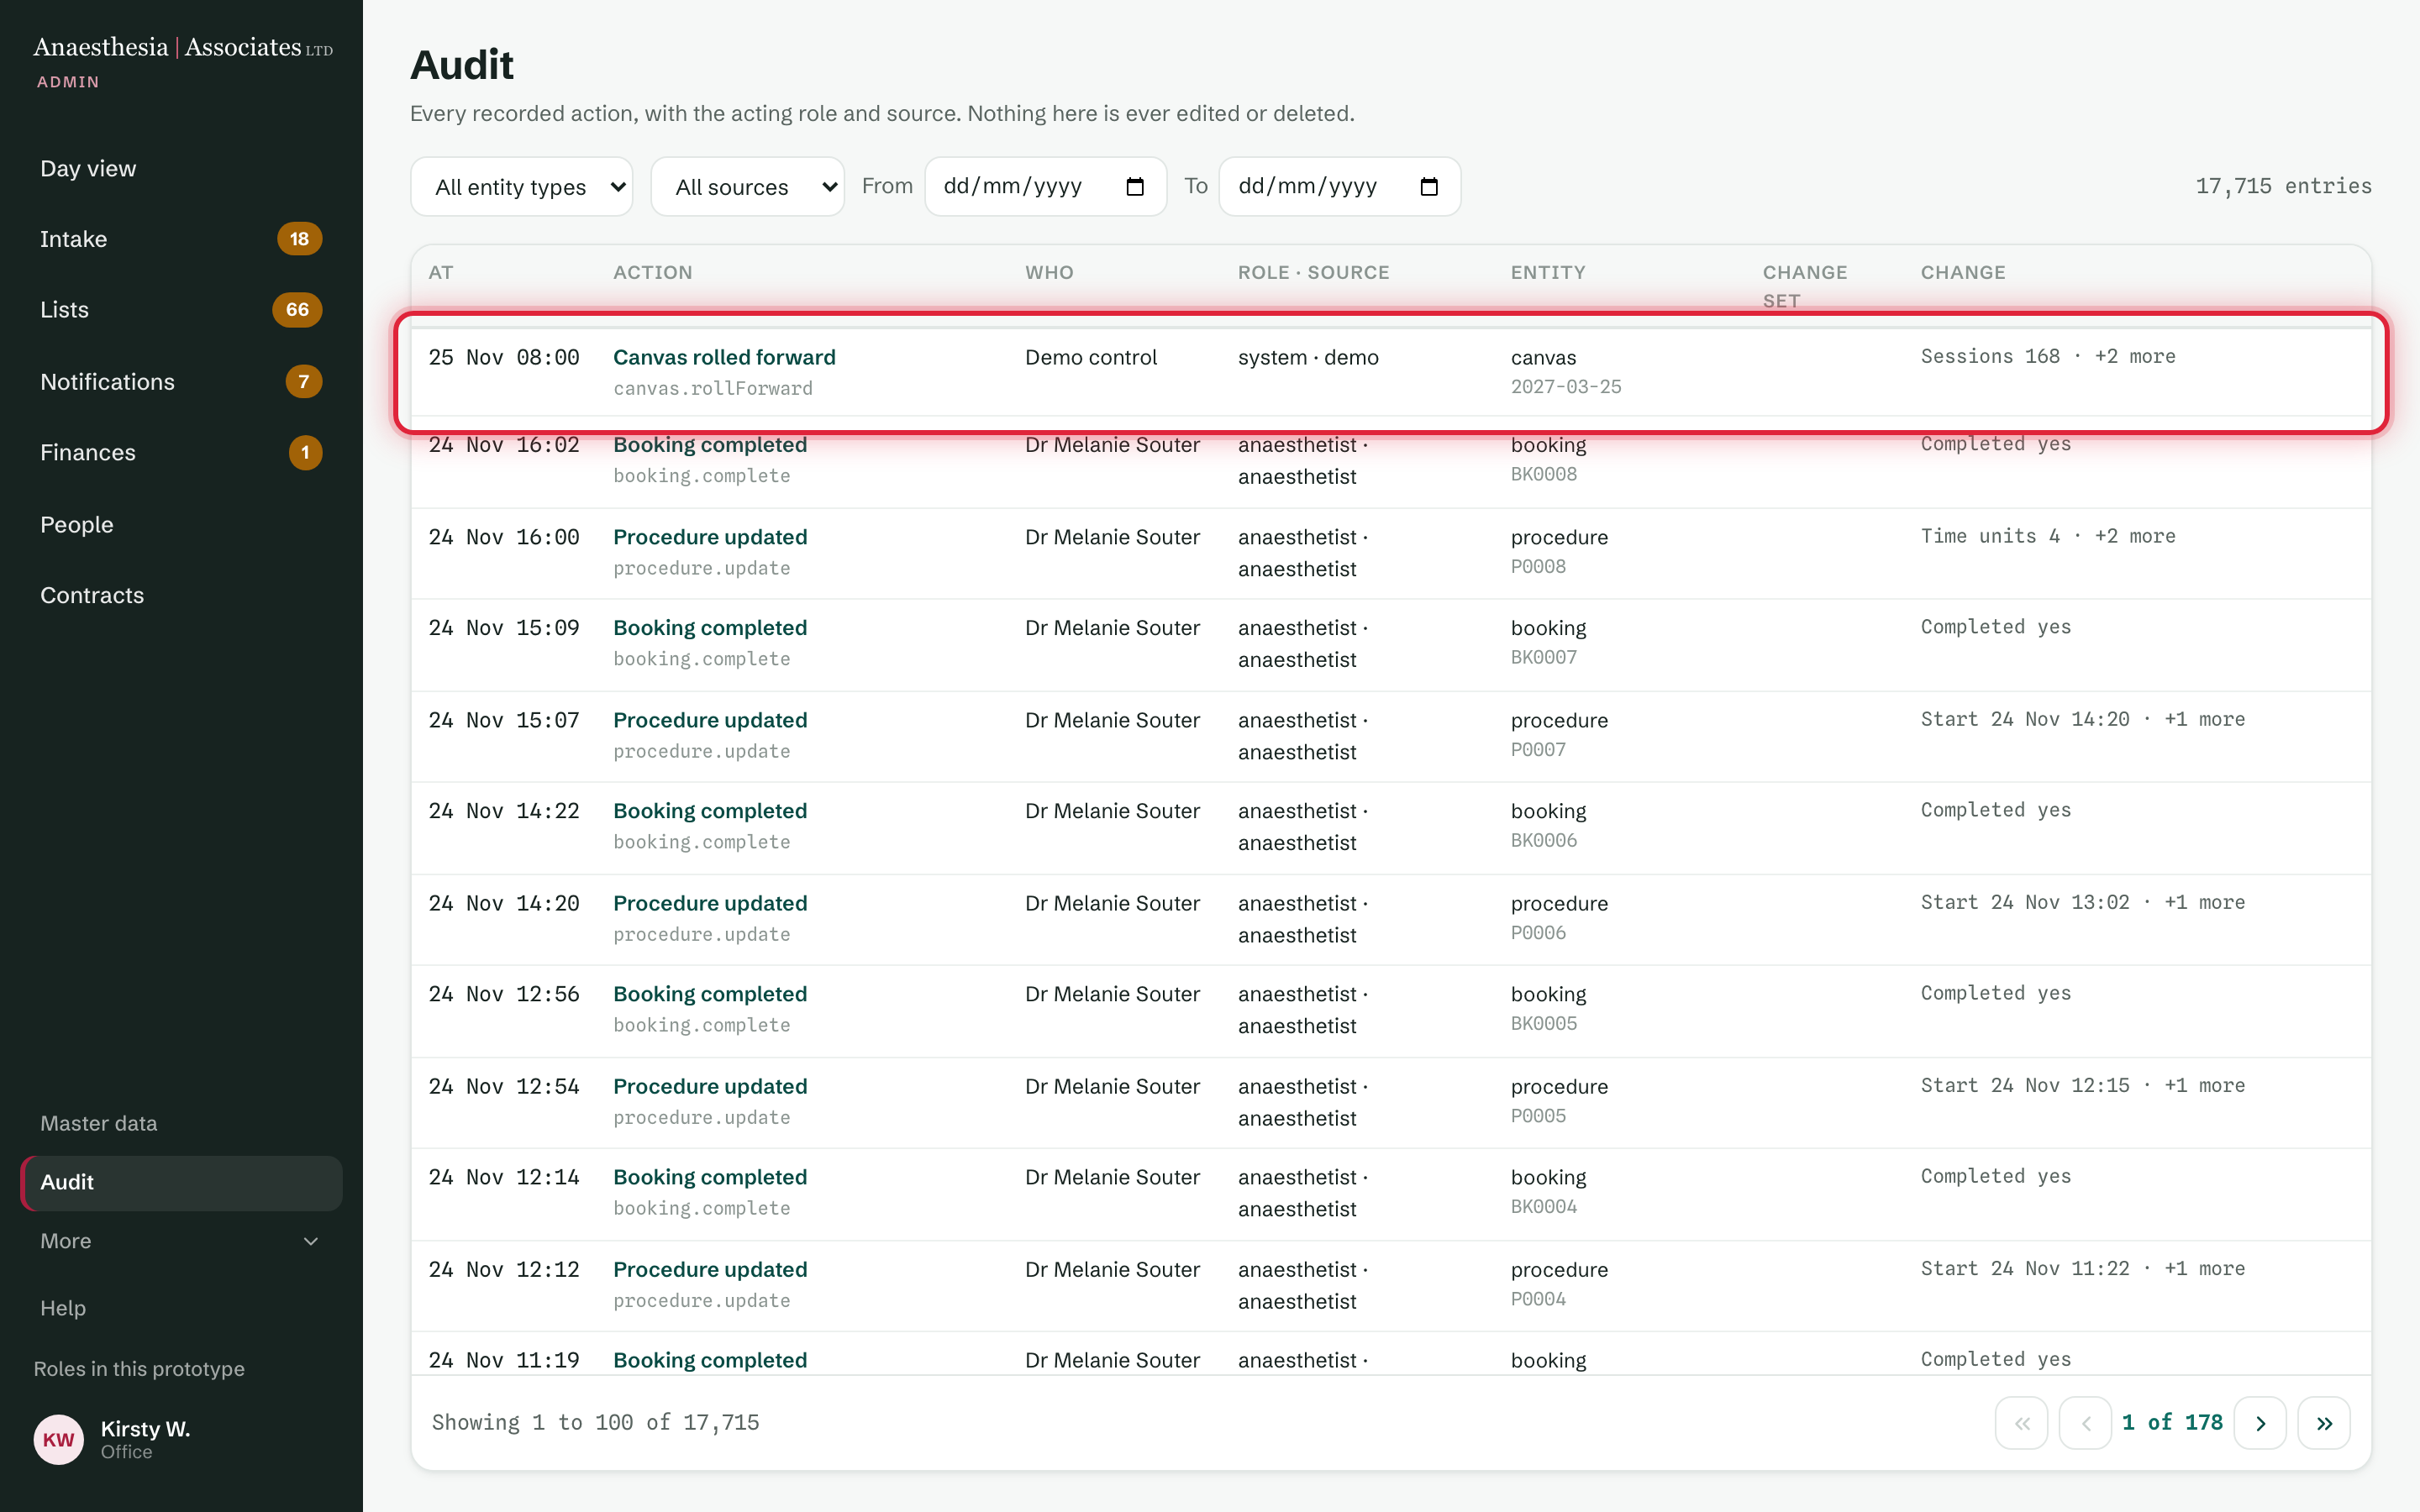 Anaesthesia | Associates LTD
ADMIN
Day view
Intake 18
Lists 66
Notifications 7
Finances 1
People
Contracts
Master data
Audit
More
Help
Roles in this prototype
KW
Kirsty W.
Office
Audit
Every recorded action, with the acting role and source. Nothing here is ever edited or deleted.
All entity types All sources From dd/mm/yyyy To dd/mm/yyyy 17,715 entries
AT ACTION WHO ROLE · SOURCE ENTITY CHANGE CHANGE
SET
25 Nov 08:00 Canvas rolled forward Demo control system · demo canvas Sessions 168 · +2 more
canvas.rollForward 2027-03-25
24 Nov 16:02 Booking completed Dr Melanie Souter anaesthetist · booking Completed yes
booking.complete anaesthetist BK0008
24 Nov 16:00 Procedure updated Dr Melanie Souter anaesthetist · procedure Time units 4 · +2 more
procedure.update anaesthetist P0008
24 Nov 15:09 Booking completed Dr Melanie Souter anaesthetist · booking Completed yes
booking.complete anaesthetist BK0007
24 Nov 15:07 Procedure updated Dr Melanie Souter anaesthetist · procedure Start 24 Nov 14:20 · +1 more
procedure.update anaesthetist P0007
24 Nov 14:22 Booking completed Dr Melanie Souter anaesthetist · booking Completed yes
booking.complete anaesthetist BK0006
24 Nov 14:20 Procedure updated Dr Melanie Souter anaesthetist · procedure Start 24 Nov 13:02 · +1 more
procedure.update anaesthetist P0006
24 Nov 12:56 Booking completed Dr Melanie Souter anaesthetist · booking Completed yes
booking.complete anaesthetist BK0005
24 Nov 12:54 Procedure updated Dr Melanie Souter anaesthetist · procedure Start 24 Nov 12:15 · +1 more
procedure.update anaesthetist P0005
24 Nov 12:14 Booking completed Dr Melanie Souter anaesthetist · booking Completed yes
booking.complete anaesthetist BK0004
24 Nov 12:12 Procedure updated Dr Melanie Souter anaesthetist · procedure Start 24 Nov 11:22 · +1 more
procedure.update anaesthetist P0004
24 Nov 11:19 Booking completed Dr Melanie Souter anaesthetist · booking Completed yes
Showing 1 to 100 of 17,715 « ‹ 1 of 178 › »